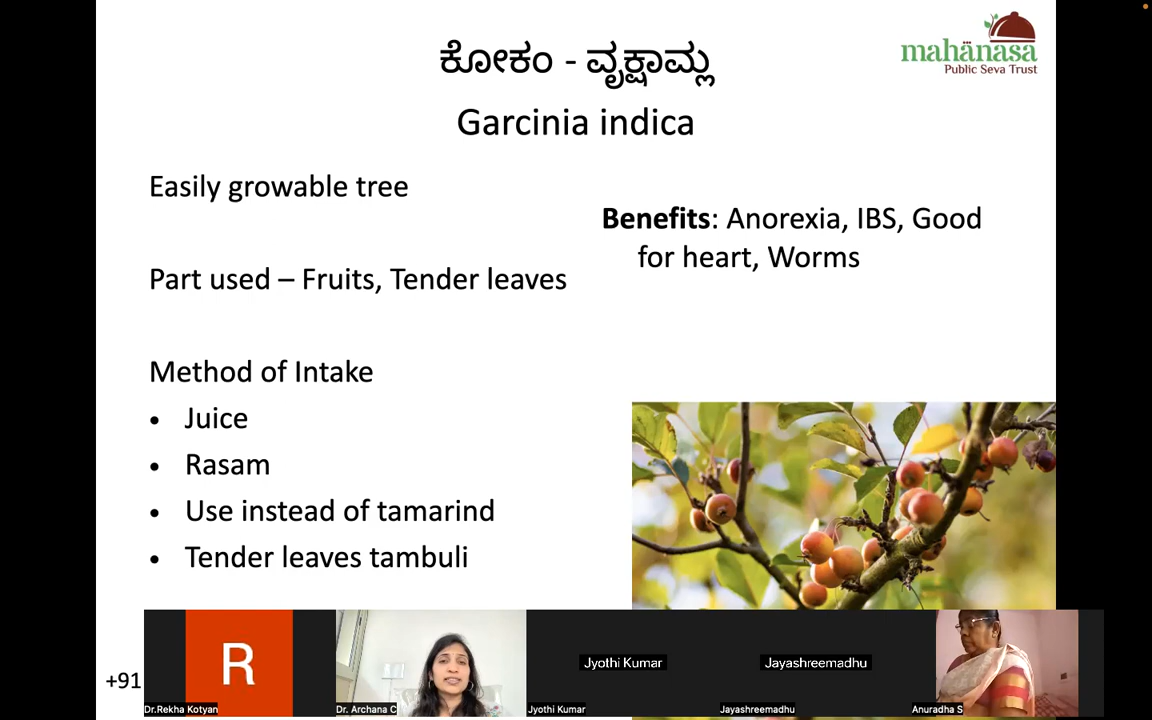 ಕೋಕಂ - ವೃಕ್ಷಾಮ್ಲ
mahänasa
Public Seva Trust
Garcinia indica
Easily growable tree
Benefits: Anorexia, IBS, Good
for heart, Worms
Part used – Fruits, Tender leaves
Method of Intake
• Juice
• Rasam
• Use instead of tamarind
• Tender leaves tambuli
+91
R
Dr.Rekha Kotyan
Dr. Archana C
Jyothi Kumar
Jyothi Kumar
Jayashreemadhu
Jayashreemadhu
Anuradha S